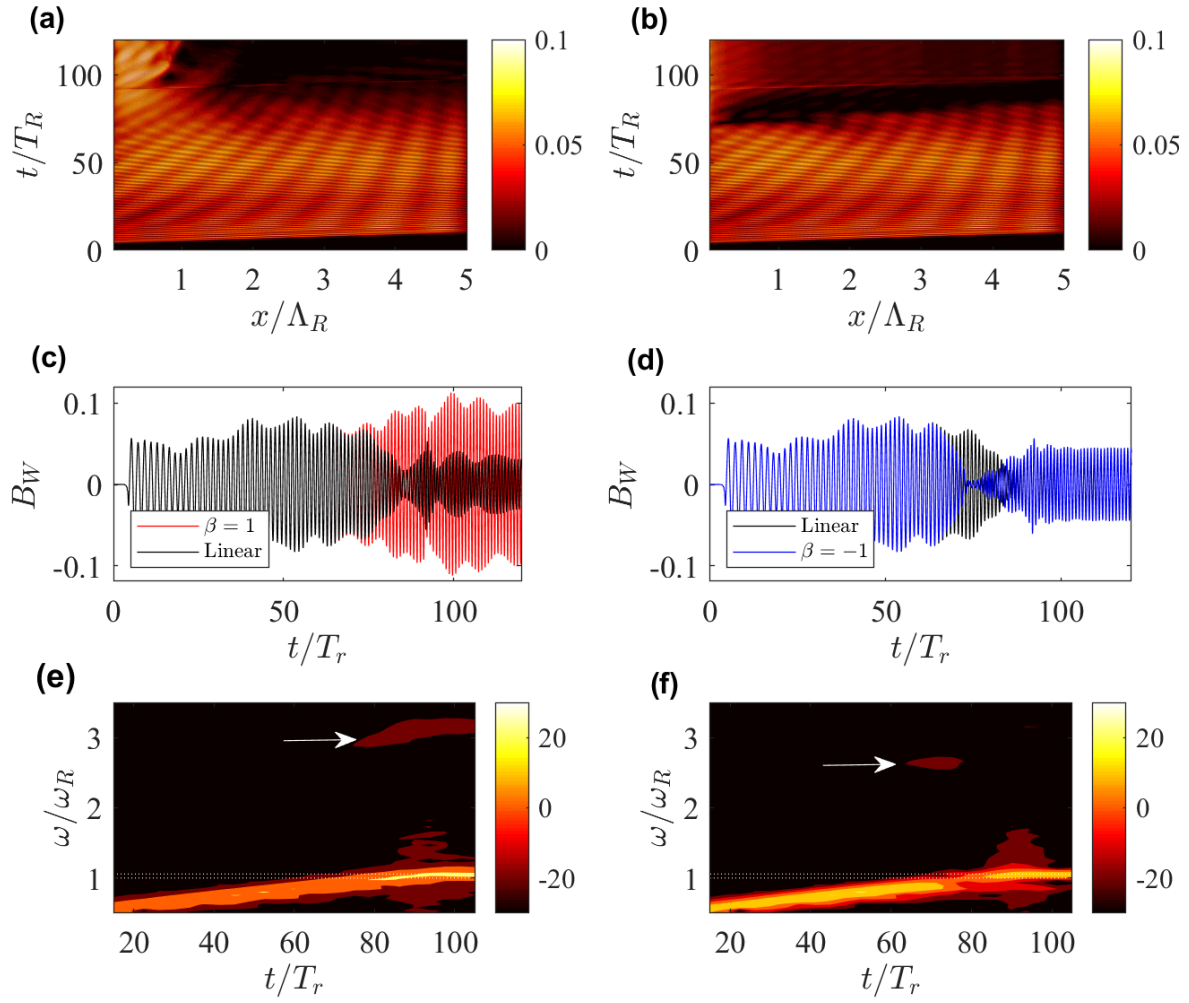 (a)
(b)
100
50
0
t/T_R
1 2 3 4 5
x/Λ_R
0.1
0.05
0
100
50
0
t/T_R
1 2 3 4 5
x/Λ_R
0.1
0.05
0
(c)
(d)
0.1
0
-0.1
B_W
β = 1
Linear
0 50 100
t/T_r
0.1
0
-0.1
B_W
Linear
β = −1
0 50 100
t/T_r
(e)
(f)
3
2
1
ω/ω_R
20 40 60 80 100
t/T_r
20
0
-20
3
2
1
ω/ω_R
20 40 60 80 100
t/T_r
20
0
-20